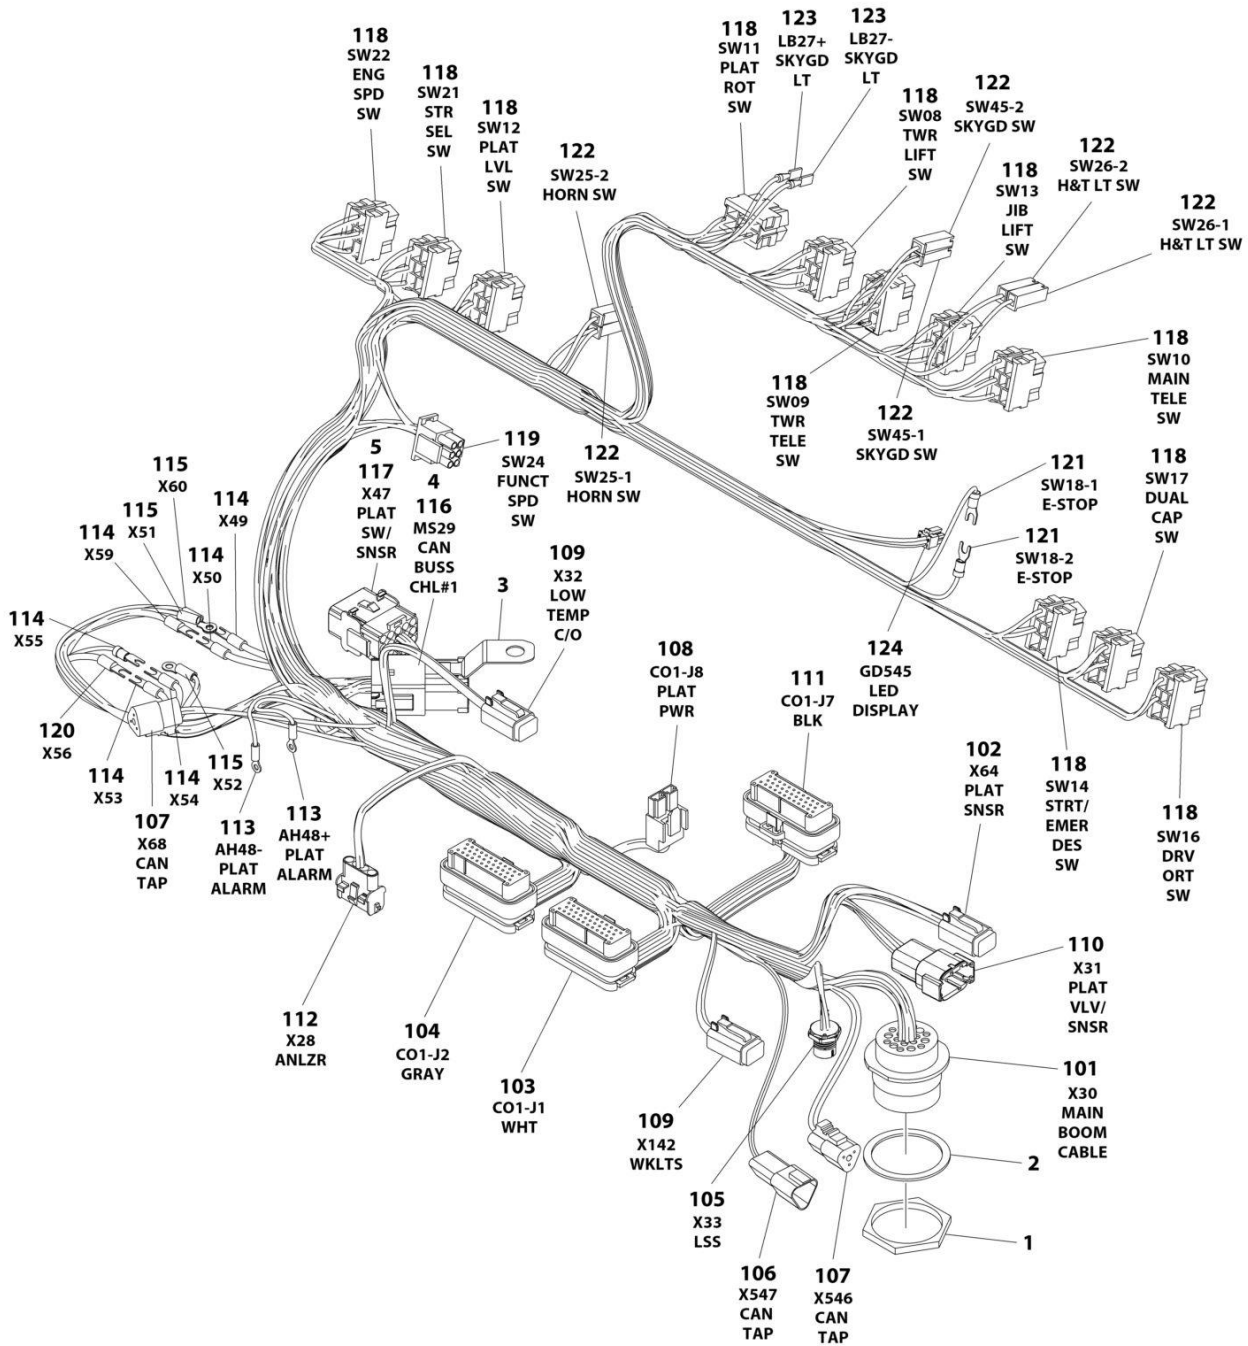 118
SW22
ENG
SPD
SW
118
SW21
STR
SEL
SW
118
SW12
PLAT
LVL
SW
122
SW25-2
HORN SW
118
SW11
PLAT
ROT
SW
123
LB27+
SKYGD
LT
123
LB27-
SKYGD
LT
118
SW08
TWR
LIFT
SW
122
SW45-2
SKYGD SW
118
SW13
JIB
LIFT
SW
122
SW26-2
H&T LT SW
122
SW26-1
H&T LT SW
118
SW10
MAIN
TELE
SW
118
SW09
TWR
TELE
SW
122
SW45-1
SKYGD SW
122
SW25-1
HORN SW
119
SW24
FUNCT
SPD
SW
5
117
X47
PLAT
SW/
SNSR
4
116
MS29
CAN
BUSS
CHL#1
3
109
X32
LOW
TEMP
C/O
115
X60
115
X51
114
X49
114
X59
114
X50
114
X55
120
X56
114
X53
114
X54
115
X52
107
X68
CAN
TAP
113
AH48-
PLAT
ALARM
113
AH48+
PLAT
ALARM
121
SW18-1
E-STOP
121
SW18-2
E-STOP
118
SW17
DUAL
CAP
SW
124
GD545
LED
DISPLAY
108
CO1-J8
PLAT
PWR
111
CO1-J7
BLK
102
X64
PLAT
SNSR
118
SW14
STRT/
EMER
DES
SW
118
SW16
DRV
ORT
SW
112
X28
ANLZR
104
CO1-J2
GRAY
103
CO1-J1
WHT
109
X142
WKLTS
105
X33
LSS
106
X547
CAN
TAP
107
X546
CAN
TAP
110
X31
PLAT
VLV/
SNSR
101
X30
MAIN
BOOM
CABLE
2
1